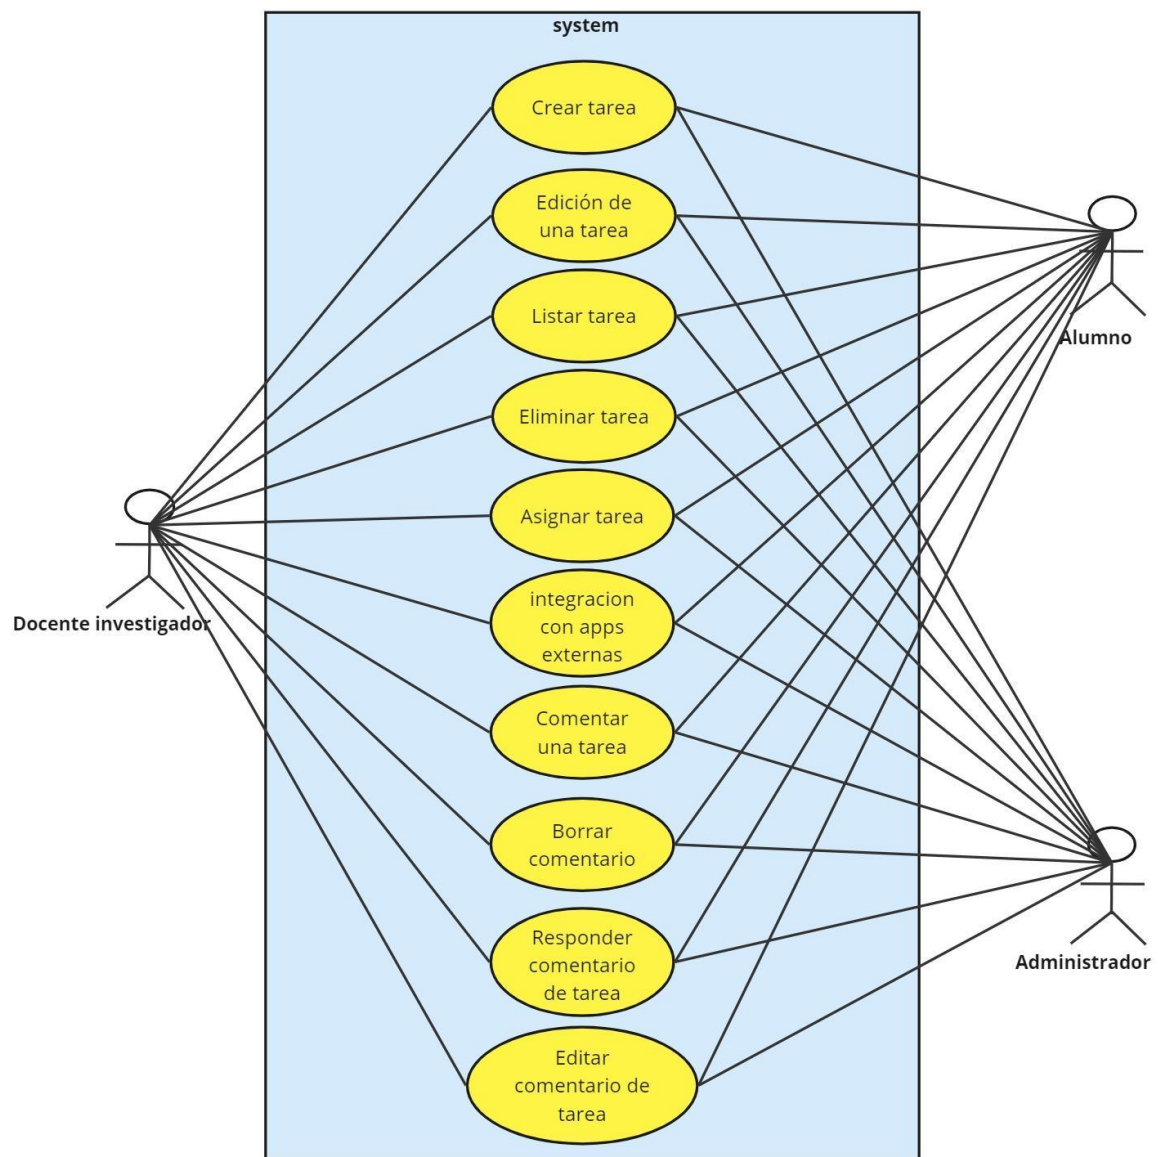 system
Crear tarea
Edición de
una tarea
Listar tarea
Eliminar tarea
Asignar tarea
integracion
con apps
externas
Comentar
una tarea
Borrar
comentario
Responder
comentario
de tarea
Editar
comentario de
tarea
Docente investigador
Alumno
Administrador